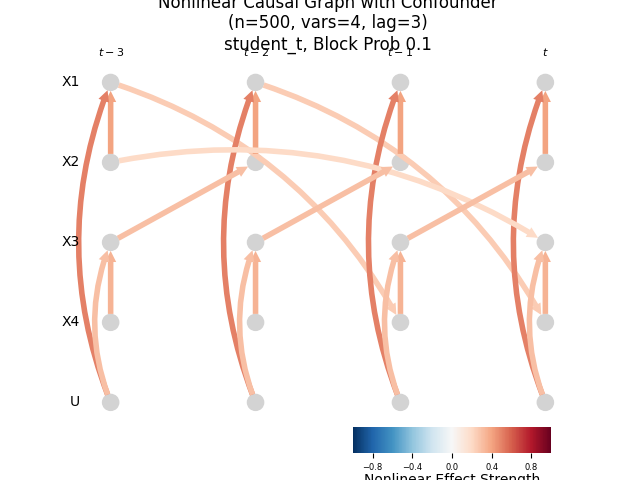 Nonlinear Causal Graph with Confounder
(n=500, vars=4, lag=3)
student_t, Block Prob 0.1
t − 3 t − 2 t − 1 t
X1
X2
X3
X4
U
−0.8 −0.4 0.0 0.4 0.8
Nonlinear Effect Strength